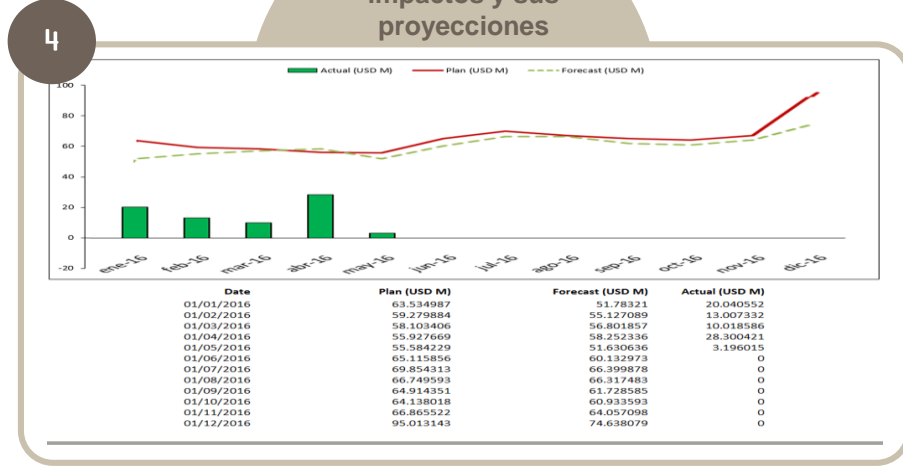 impactos y sus
proyecciones
4
Actual (USD M) Plan (USD M) Forecast (USD M)
100
80
60
40
20
0
-20
ene-16 feb-16 mar-16 abr-16 may-16 jun-16 jul-16 ago-16 sep-16 oct-16 nov-16 dic-16
Date Plan (USD M) Forecast (USD M) Actual (USD M)
01/01/2016 63.534987 51.78321 20.040552
01/02/2016 59.279884 55.127089 13.007332
01/03/2016 58.103406 56.801857 10.018586
01/04/2016 55.927669 58.252336 28.300421
01/05/2016 55.584229 51.630636 3.196015
01/06/2016 65.115856 60.132973 0
01/07/2016 69.854313 66.399878 0
01/08/2016 66.749593 66.317483 0
01/09/2016 64.914351 61.728585 0
01/10/2016 64.138018 60.933593 0
01/11/2016 66.865522 64.057098 0
01/12/2016 95.013143 74.638079 0